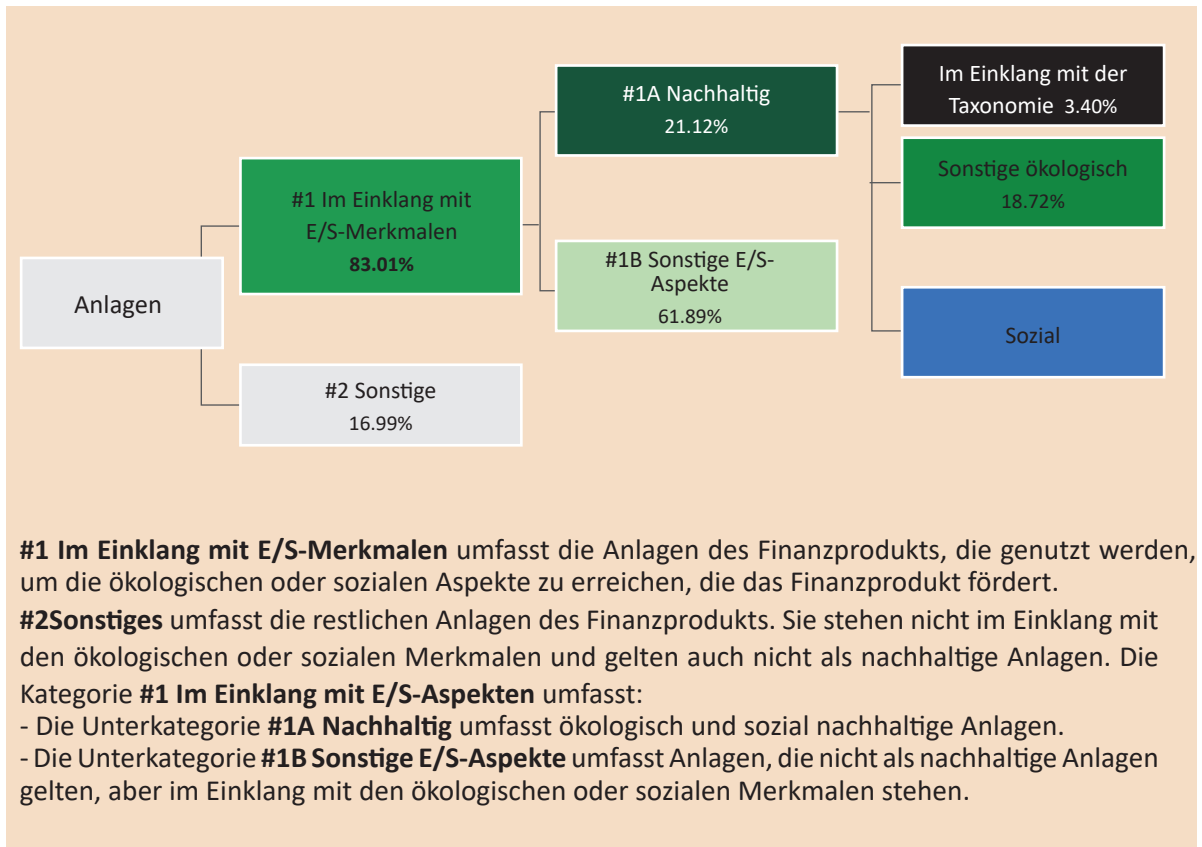 Anlagen
#1 Im Einklang mit
E/S-Merkmalen
83.01%
#2 Sonstige
16.99%
#1A Nachhaltig
21.12%
#1B Sonstige E/S-
Aspekte
61.89%
Im Einklang mit der
Taxonomie 3.40%
Sonstige ökologisch
18.72%
Sozial
#1 Im Einklang mit E/S-Merkmalen umfasst die Anlagen des Finanzprodukts, die genutzt werden,
um die ökologischen oder sozialen Aspekte zu erreichen, die das Finanzprodukt fördert.
#2Sonstiges umfasst die restlichen Anlagen des Finanzprodukts. Sie stehen nicht im Einklang mit
den ökologischen oder sozialen Merkmalen und gelten auch nicht als nachhaltige Anlagen. Die
Kategorie #1 Im Einklang mit E/S-Aspekten umfasst:
- Die Unterkategorie #1A Nachhaltig umfasst ökologisch und sozial nachhaltige Anlagen.
- Die Unterkategorie #1B Sonstige E/S-Aspekte umfasst Anlagen, die nicht als nachhaltige Anlagen
gelten, aber im Einklang mit den ökologischen oder sozialen Merkmalen stehen.